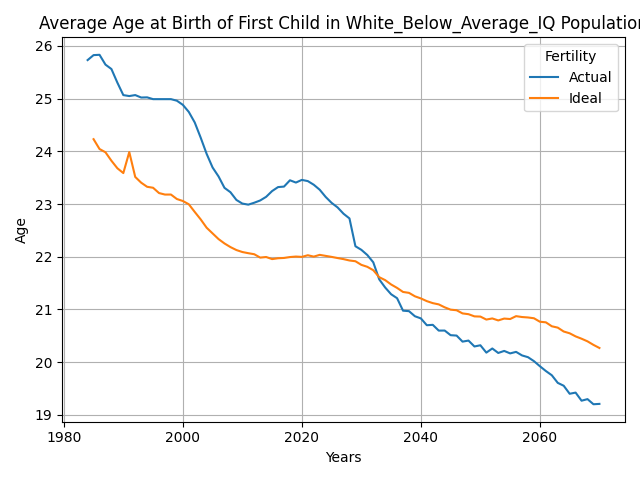 Average Age at Birth of First Child in White_Below_Average_IQ Population
Fertility
Actual
Ideal
26
25
24
23
22
21
20
19
Age
1980
2000
2020
2040
2060
Years